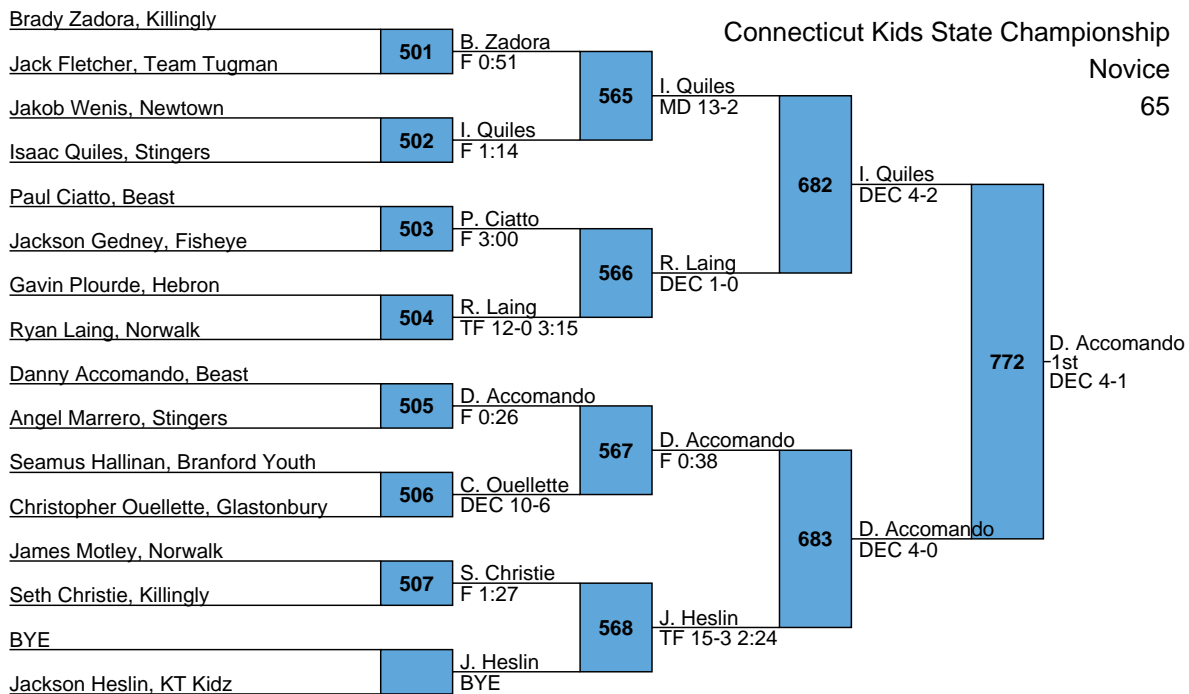 Connecticut Kids State Championship
Novice
65
Brady Zadora, Killingly
Jack Fletcher, Team Tugman
Jakob Wenis, Newtown
Isaac Quiles, Stingers
Paul Ciatto, Beast
Jackson Gedney, Fisheye
Gavin Plourde, Hebron
Ryan Laing, Norwalk
Danny Accomando, Beast
Angel Marrero, Stingers
Seamus Hallinan, Branford Youth
Christopher Ouellette, Glastonbury
James Motley, Norwalk
Seth Christie, Killingly
BYE
Jackson Heslin, KT Kidz
501
502
503
504
505
506
507
B. Zadora
F 0:51
I. Quiles
F 1:14
P. Ciatto
F 3:00
R. Laing
TF 12-0 3:15
D. Accomando
F 0:26
C. Ouellette
DEC 10-6
S. Christie
F 1:27
J. Heslin
BYE
565
566
567
568
I. Quiles
MD 13-2
R. Laing
DEC 1-0
D. Accomando
F 0:38
J. Heslin
TF 15-3 2:24
682
683
I. Quiles
DEC 4-2
D. Accomando
DEC 4-0
772
D. Accomando
1st
DEC 4-1